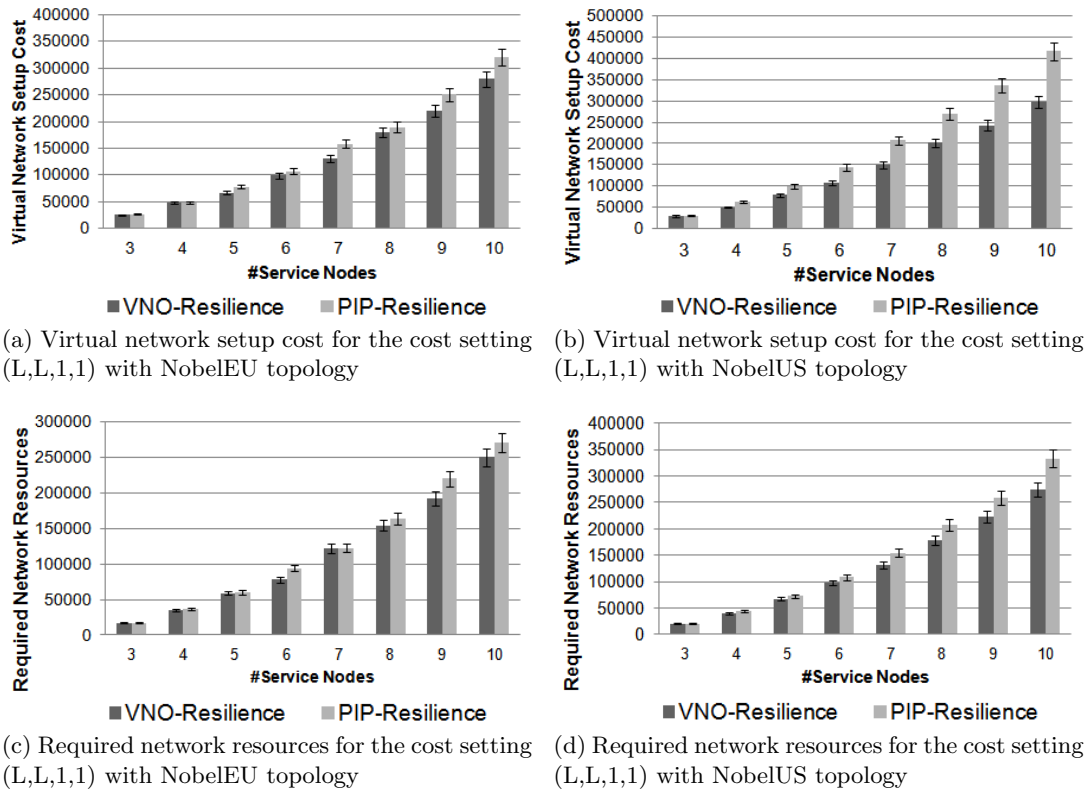 Virtual Network Setup Cost
400000
350000
300000
250000
200000
150000
100000
50000
0
3 4 5 6 7 8 9 10
#Service Nodes
VNO-Resilience PIP-Resilience
(a) Virtual network setup cost for the cost setting
(L,L,1,1) with NobelEU topology
Virtual Network Setup Cost
500000
450000
400000
350000
300000
250000
200000
150000
100000
50000
0
3 4 5 6 7 8 9 10
#Service Nodes
VNO-Resilience PIP-Resilience
(b) Virtual network setup cost for the cost setting
(L,L,1,1) with NobelUS topology
Required Network Resources
300000
250000
200000
150000
100000
50000
0
3 4 5 6 7 8 9 10
#Service Nodes
VNO-Resilience PIP-Resilience
(c) Required network resources for the cost setting
(L,L,1,1) with NobelEU topology
Required Network Resources
400000
350000
300000
250000
200000
150000
100000
50000
0
3 4 5 6 7 8 9 10
#Service Nodes
VNO-Resilience PIP-Resilience
(d) Required network resources for the cost setting
(L,L,1,1) with NobelUS topology